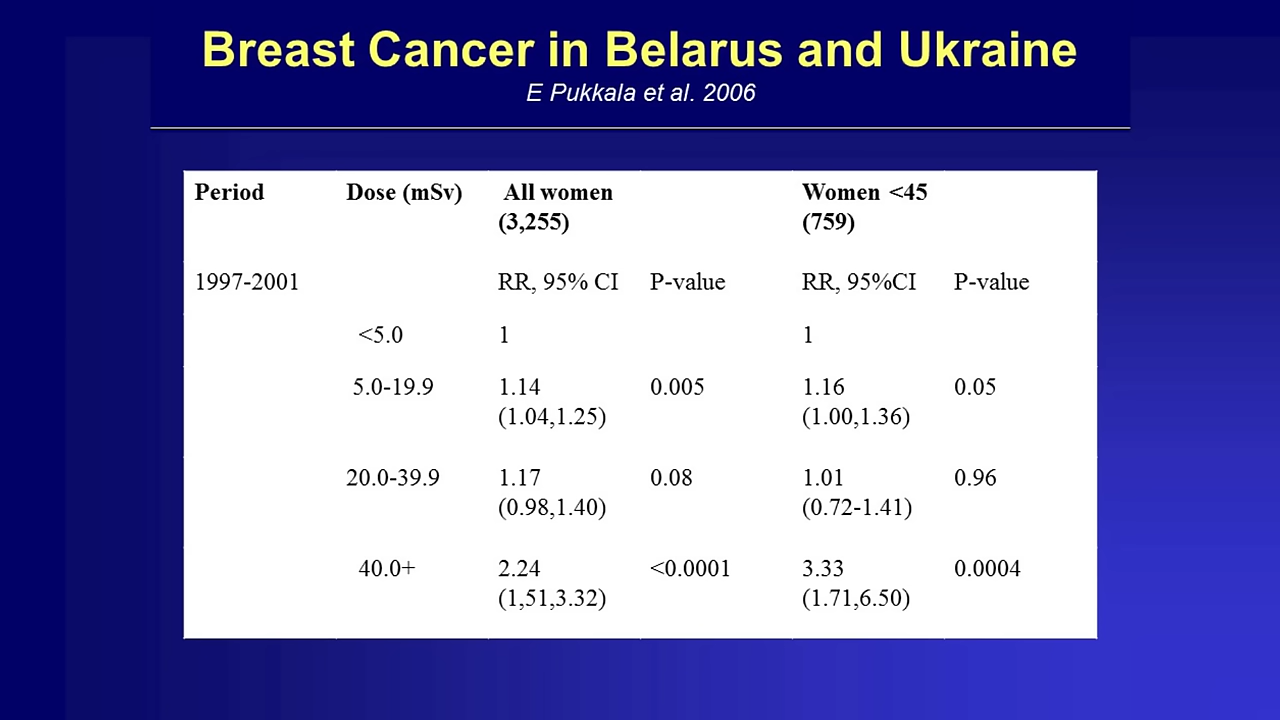 Breast Cancer in Belarus and Ukraine
E Pukkala et al. 2006
Period Dose (mSv) All women Women <45
(3,255) (759)
1997-2001 RR, 95% CI P-value RR, 95%CI P-value
<5.0 1 1
5.0-19.9 1.14 0.005 1.16 0.05
(1.04,1.25) (1.00,1.36)
20.0-39.9 1.17 0.08 1.01 0.96
(0.98,1.40) (0.72-1.41)
40.0+ 2.24 <0.0001 3.33 0.0004
(1,51,3.32) (1.71,6.50)